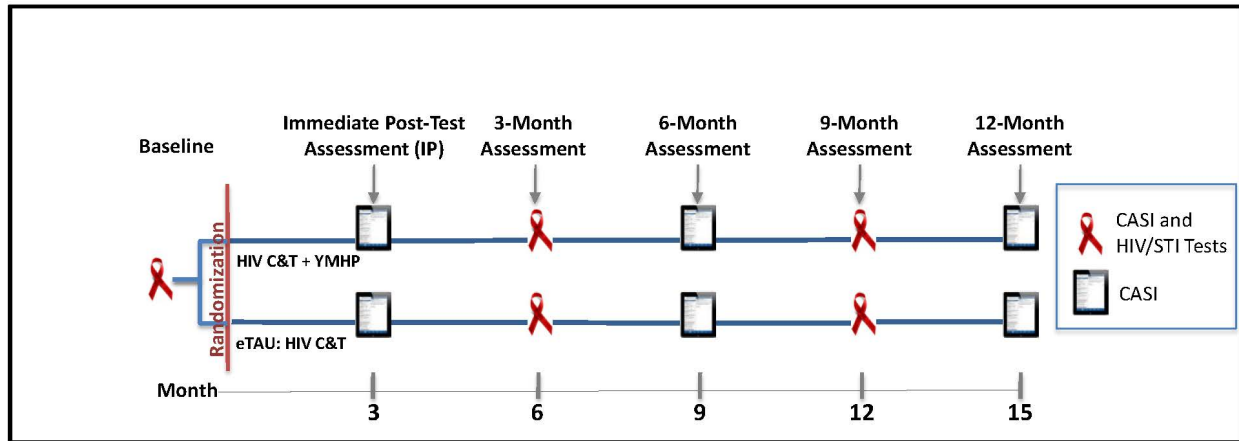 Baseline
Immediate Post-Test
Assessment (IP)
3-Month
Assessment
6-Month
Assessment
9-Month
Assessment
12-Month
Assessment
Randomization
HIV C&T + YMHP
eTAU: HIV C&T
CASI and
HIV/STI Tests
CASI
Month
3
6
9
12
15